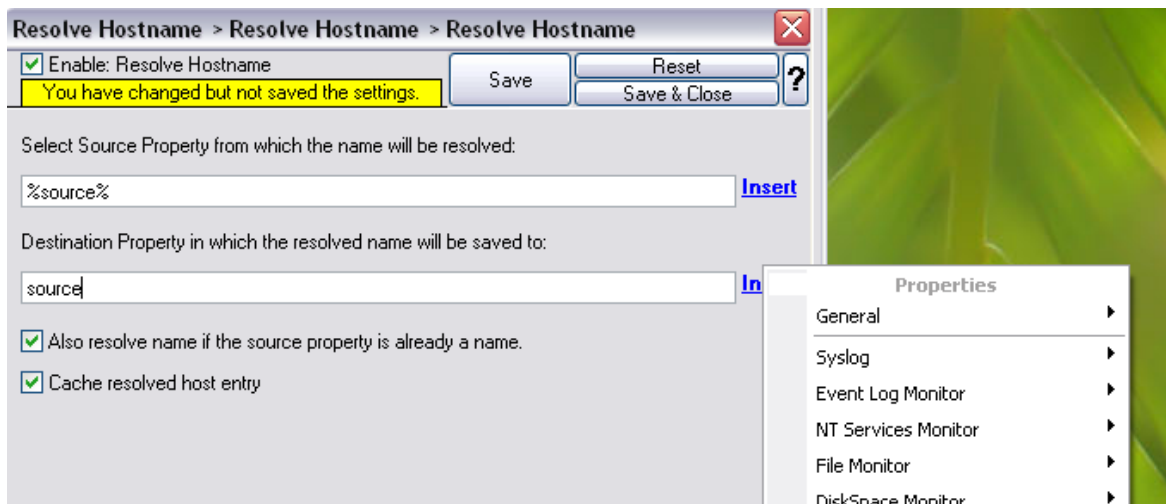 Resolve Hostname > Resolve Hostname > Resolve Hostname
Enable: Resolve Hostname
You have changed but not saved the settings.
Save
Reset
Save & Close
?
Select Source Property from which the name will be resolved:
%source%
Insert
Destination Property in which the resolved name will be saved to:
source
In
Also resolve name if the source property is already a name.
Cache resolved host entry
Properties
General
Syslog
Event Log Monitor
NT Services Monitor
File Monitor
DiskSpace Monitor